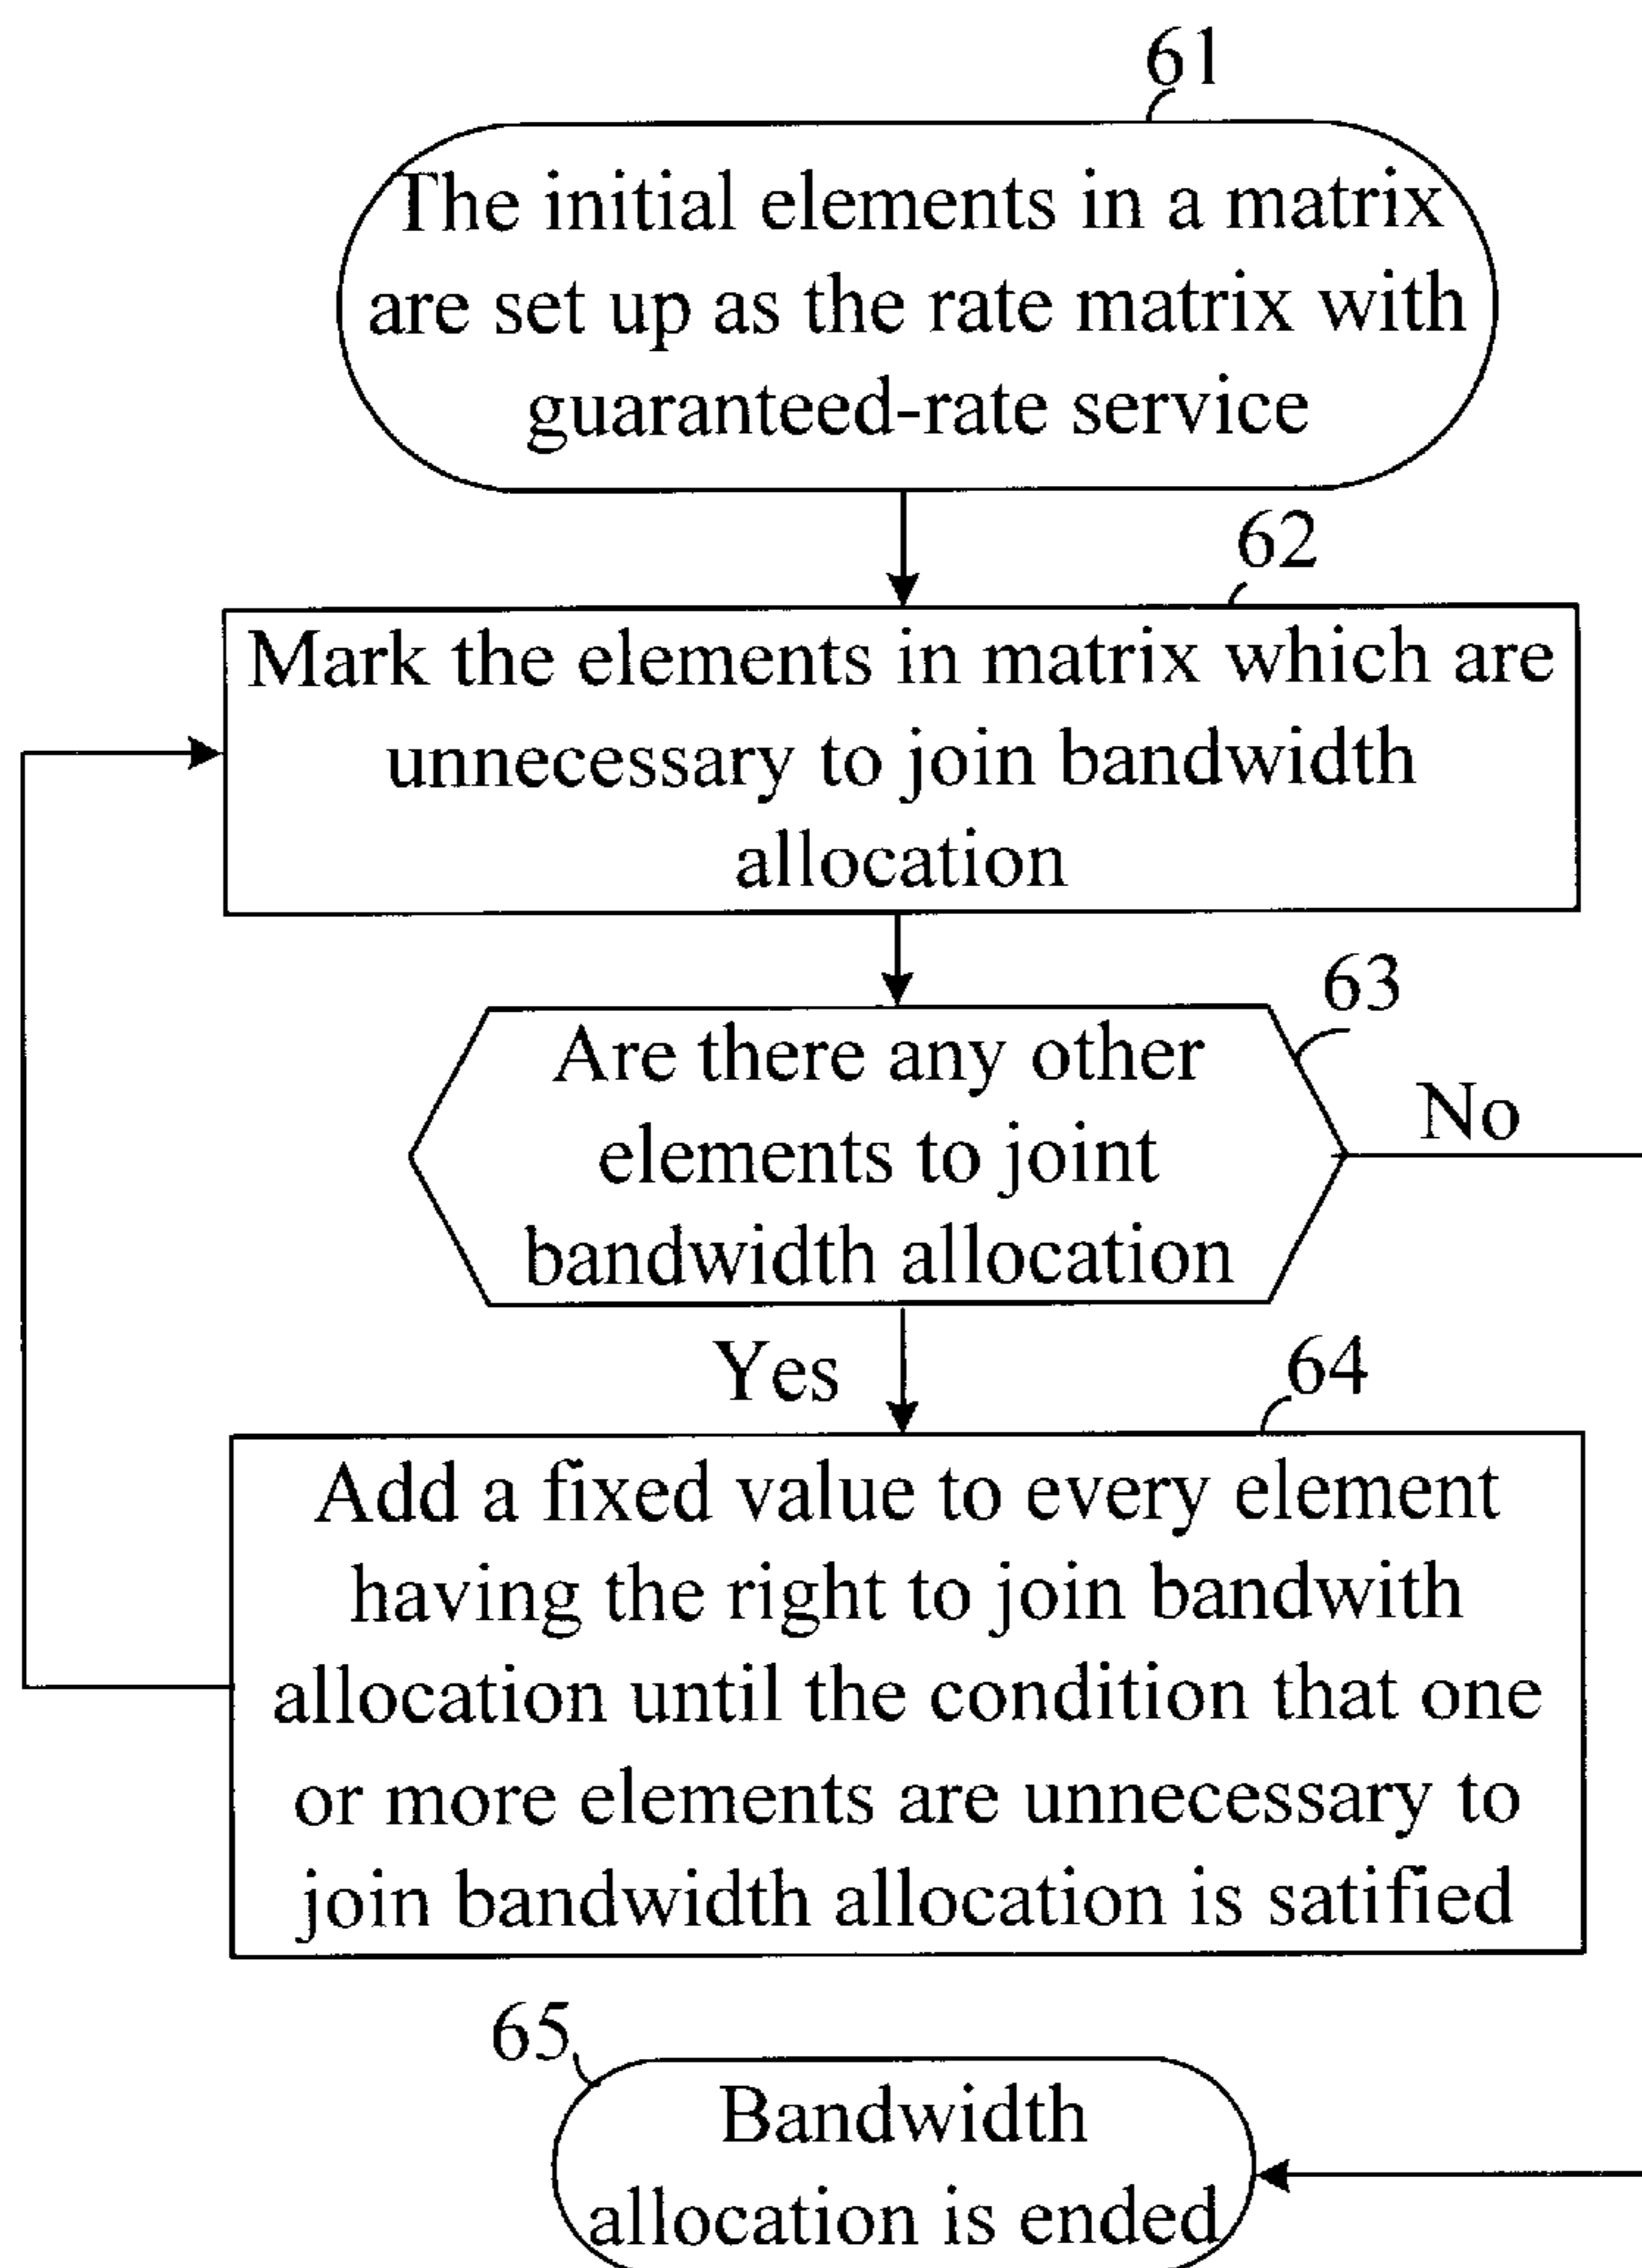 61
The initial elements in a matrix
are set up as the rate matrix with
guaranteed-rate service
62
Mark the elements in matrix which are
unnecessary to join bandwidth
allocation
63
Are there any other
elements to joint
bandwidth allocation
No
Yes
64
Add a fixed value to every element
having the right to join bandwith
allocation until the condition that one
or more elements are unnecessary to
join bandwidth allocation is satified
65
Bandwidth
allocation is ended